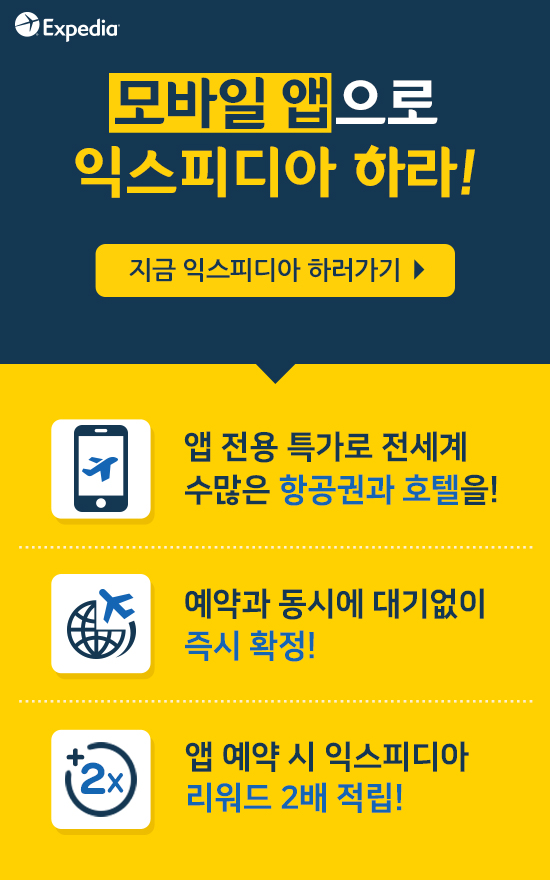 Expedia
모바일 앱으로
익스피디아 하라!
지금 익스피디아 하러가기
앱 전용 특가로 전세계
수많은 항공권과 호텔을!
예약과 동시에 대기없이
즉시 확정!
+2x
앱 예약 시 익스피디아
리워드 2배 적립!